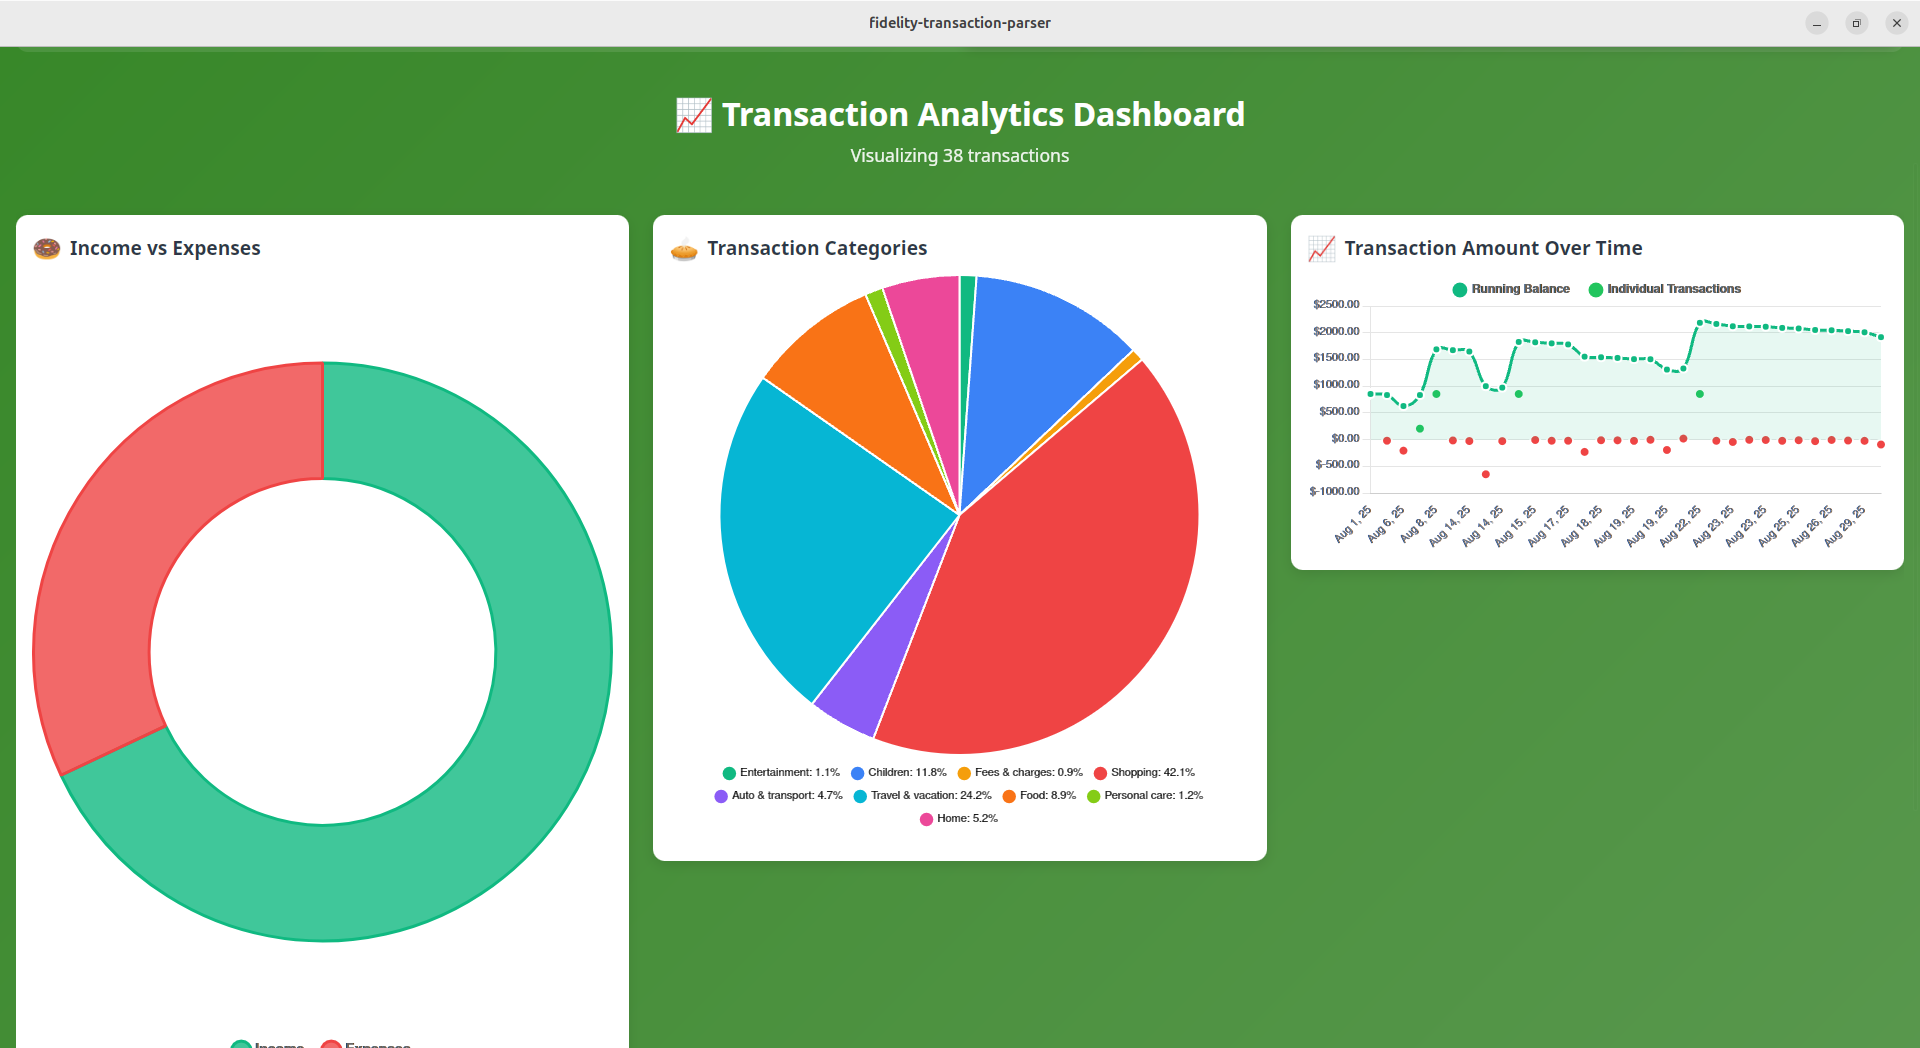 fidelity-transaction-parser
Transaction Analytics Dashboard
Visualizing 38 transactions
Income vs Expenses
Income Expenses
Transaction Categories
Entertainment: 1.1% Children: 11.8% Fees & charges: 0.9% Shopping: 42.1%
Auto & transport: 4.7% Travel & vacation: 24.2% Food: 8.9% Personal care: 1.2%
Home: 5.2%
Transaction Amount Over Time
Running Balance Individual Transactions
$2500.00
$2000.00
$1500.00
$1000.00
$500.00
$0.00
$-500.00
$-1000.00
Aug 1, 25 Aug 6, 25 Aug 8, 25 Aug 14, 25 Aug 14, 25 Aug 15, 25 Aug 17, 25 Aug 18, 25 Aug 19, 25 Aug 19, 25 Aug 22, 25 Aug 23, 25 Aug 23, 25 Aug 25, 25 Aug 26, 25 Aug 29, 25